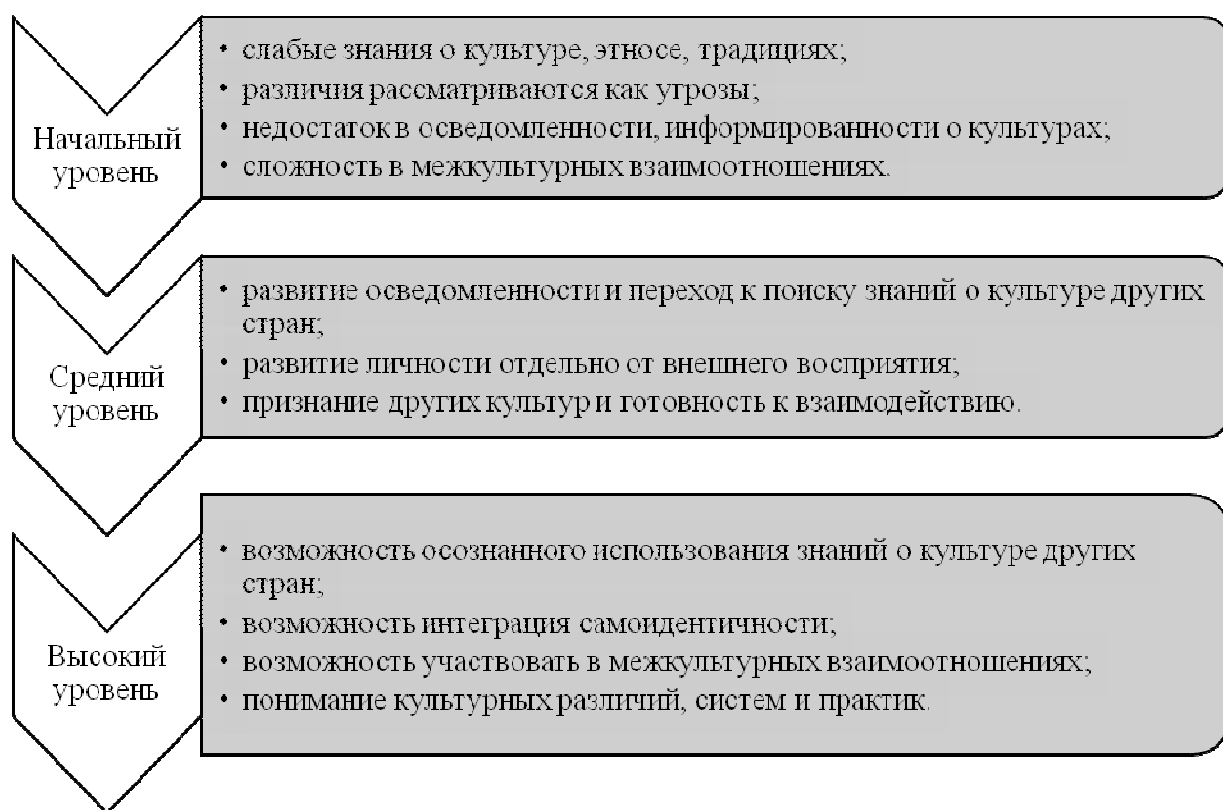 Начальный
уровень
• слабые знания о культуре, этносе, традициях;
• различия рассматриваются как угрозы;
• недостаток в осведомленности, информированности о культурах;
• сложность в межкультурных взаимоотношениях.
Средний
уровень
• развитие осведомленности и переход к поиску знаний о культуре других
стран;
• развитие личности отдельно от внешнего восприятия;
• признание других культур и готовность к взаимодействию.
Высокий
уровень
• возможность осознанного использования знаний о культуре других
стран;
• возможность интеграция самоидентичности;
• возможность участвовать в межкультурных взаимоотношениях;
• понимание культурных различий, систем и практик.